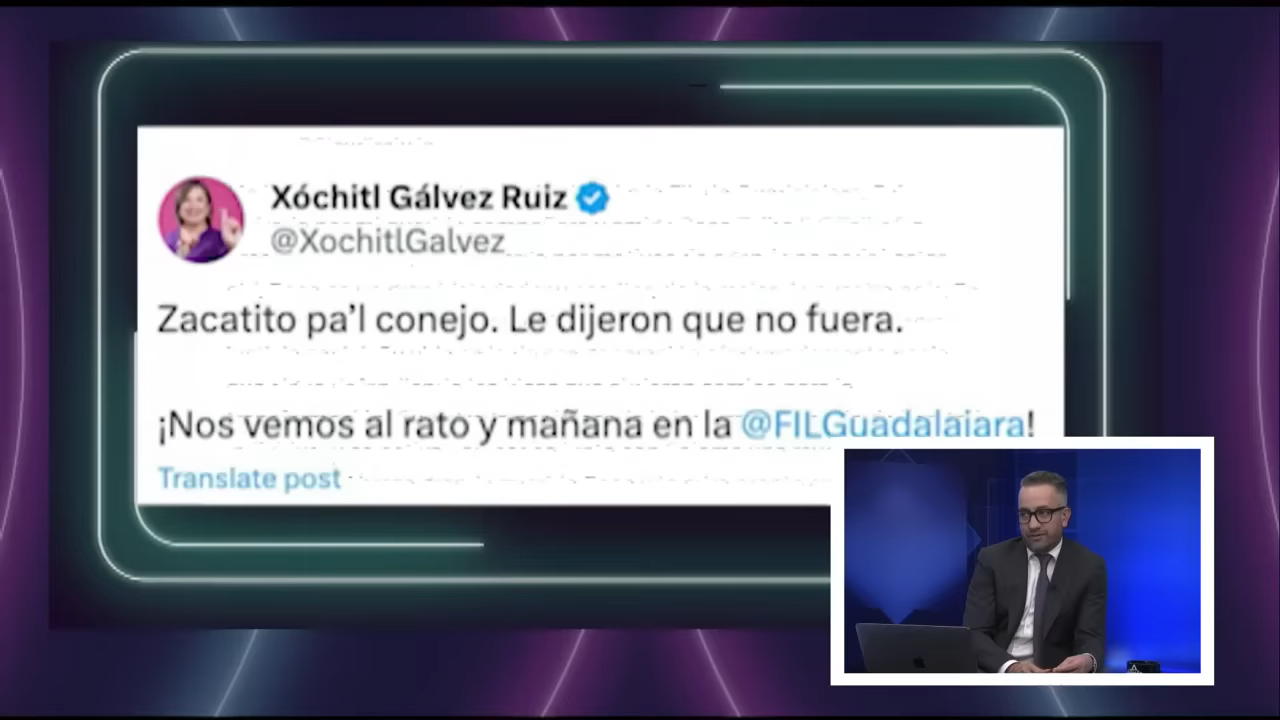 Xóchitl Gálvez Ruiz
@XochitlGalvez
Zacatito pa’l conejo. Le dijeron que no fuera.
¡Nos vemos al rato y mañana en la @FILGuadalajara!
Translate post